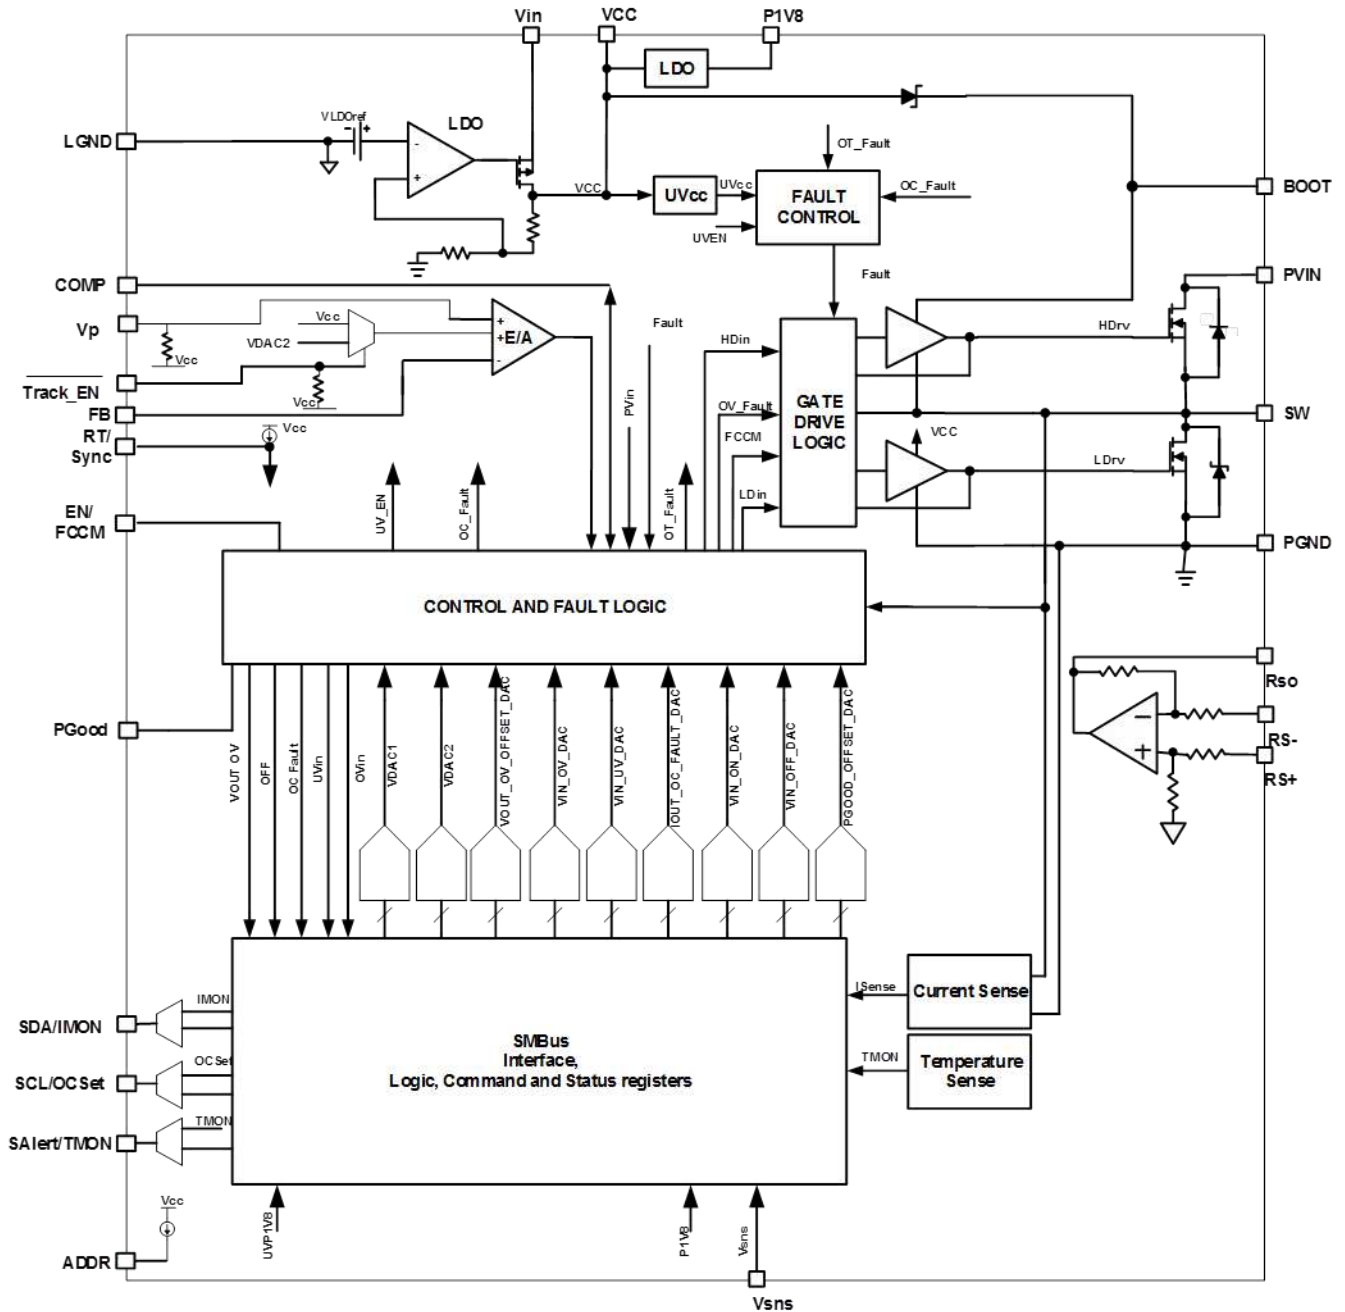 Vin
VCC
P1V8
LDO
LGND
VLDOref
-
+
LDO
-
+
OT_Fault
VCC
UVcc
UVcc
FAULT
CONTROL
OC_Fault
UVEN
BOOT
COMP
Fault
PVIN
Vp
Vcc
VDAC2
Vcc
+
+
-
E/A
Fault
HDin
HDrv
Track_EN
Vcc
PVin
OV_Fault
GATE
DRIVE
LOGIC
SW
FB
Vcc
FCCM
VCC
RT/
Sync
LDrv
EN/
FCCM
UV_EN
OC_Fault
OT_Fault
LDin
PGND
CONTROL AND FAULT LOGIC
Rso
RS-
RS+
−
+
PGood
VOUT OV
OFF
OC Fault
UVin
OVin
VDAC1
VDAC2
VOUT_OV_OFFSET_DAC
VIN_OV_DAC
VIN_UV_DAC
IOUT_OC_FAULT_DAC
VIN_ON_DAC
VIN_OFF_DAC
PGOOD_OFFSET_DAC
ISense
Current Sense
IMON
SDA/IMON
SMBus
Interface,
Logic, Command and Status registers
TMON
Temperature
Sense
OCSet
SCL/OCSet
TMON
SAlert/TMON
Vcc
ADDR
UVP1V8
P1V8
Vsns
Vsns